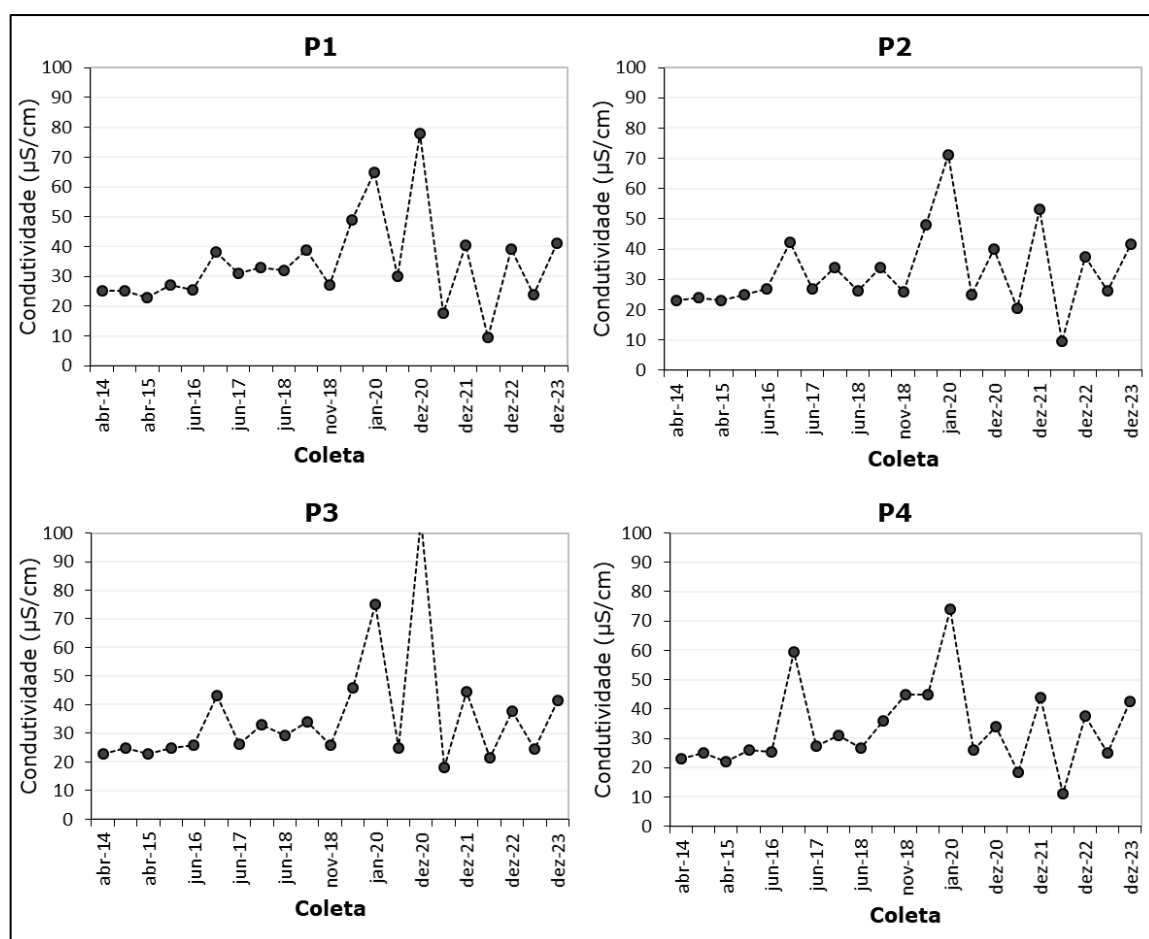 P1
Condutividade (µS/cm)
100
90
80
70
60
50
40
30
20
10
0
abr-14
abr-15
jun-16
jun-17
jun-18
nov-18
jan-20
dez-20
dez-21
dez-22
dez-23
Coleta
P2
Condutividade (µS/cm)
100
90
80
70
60
50
40
30
20
10
0
abr-14
abr-15
jun-16
jun-17
jun-18
nov-18
jan-20
dez-20
dez-21
dez-22
dez-23
Coleta
P3
Condutividade (µS/cm)
100
90
80
70
60
50
40
30
20
10
0
abr-14
abr-15
jun-16
jun-17
jun-18
nov-18
jan-20
dez-20
dez-21
dez-22
dez-23
Coleta
P4
Condutividade (µS/cm)
100
90
80
70
60
50
40
30
20
10
0
abr-14
abr-15
jun-16
jun-17
jun-18
nov-18
jan-20
dez-20
dez-21
dez-22
dez-23
Coleta